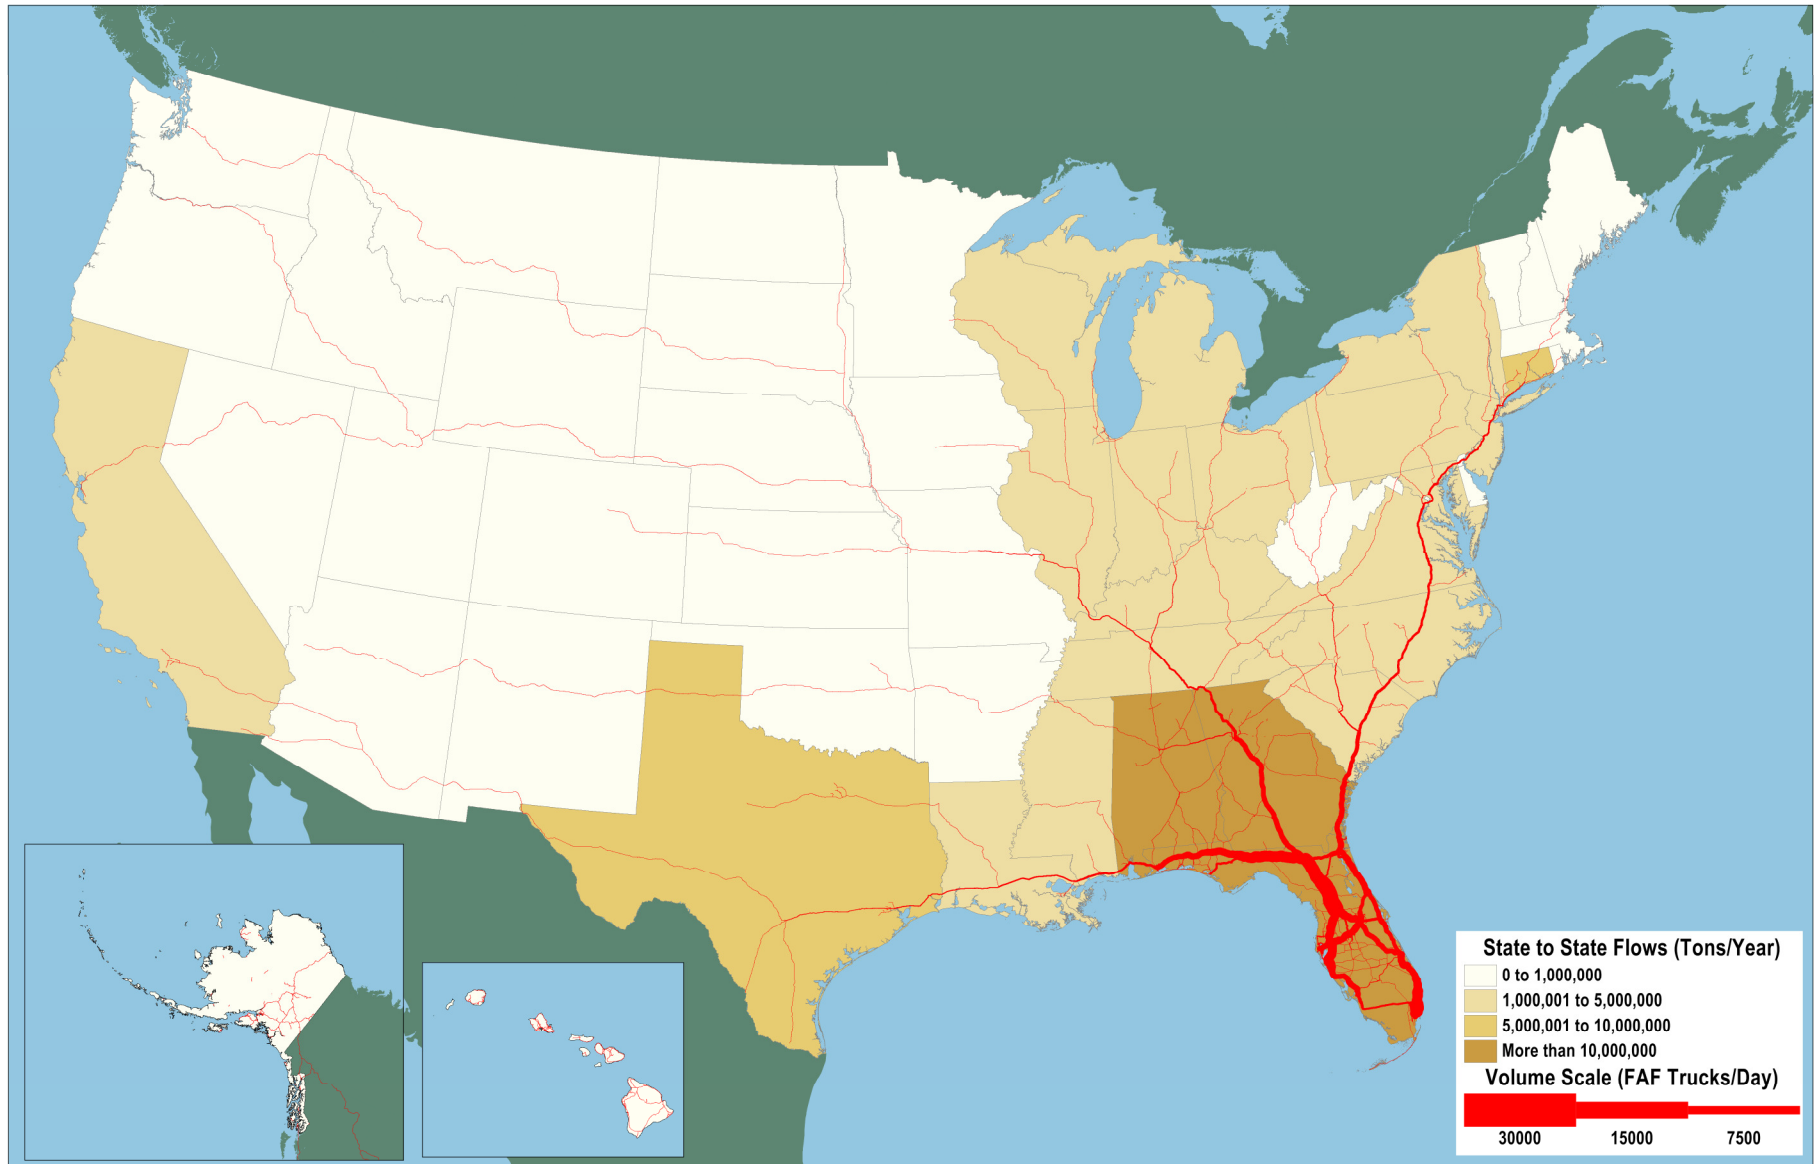 State to State Flows (Tons/Year)
0 to 1,000,000
1,000,001 to 5,000,000
5,000,001 to 10,000,000
More than 10,000,000
Volume Scale (FAF Trucks/Day)
30000 15000 7500